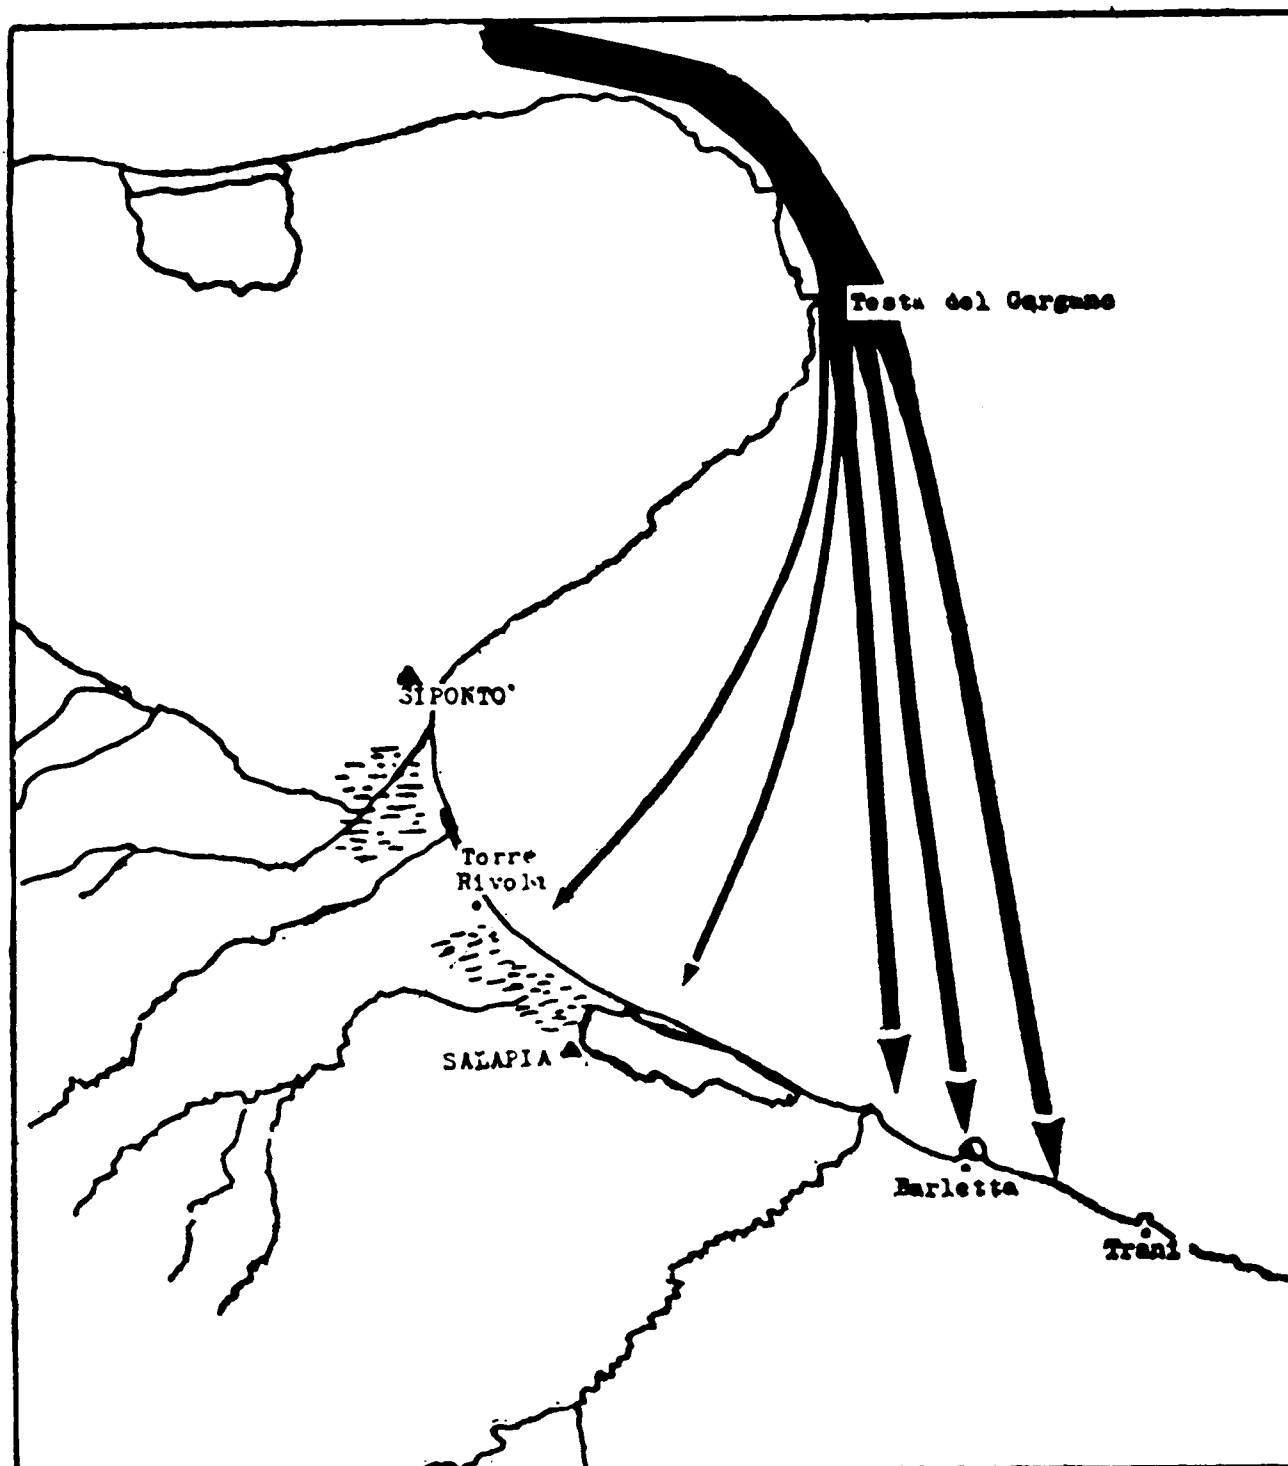 Testa del Gargano
SIPONTO
Torre
Rivoli
SALAPIA
Barletta
Trani